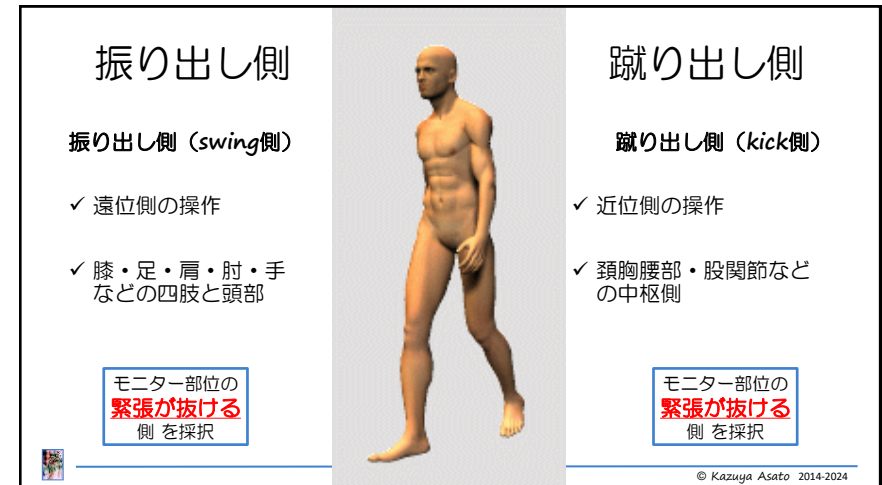 振り出し側
振り出し側（swing側）
✓ 遠位側の操作
✓ 膝・足・肩・肘・手
などの四肢と頭部
モニター部位の
緊張が抜ける
側 を採択
蹴り出し側
蹴り出し側（kick側）
✓ 近位側の操作
✓ 頚胸腰部・股関節など
の中枢側
モニター部位の
緊張が抜ける
側 を採択
© Kazuya Asato 2014-2024